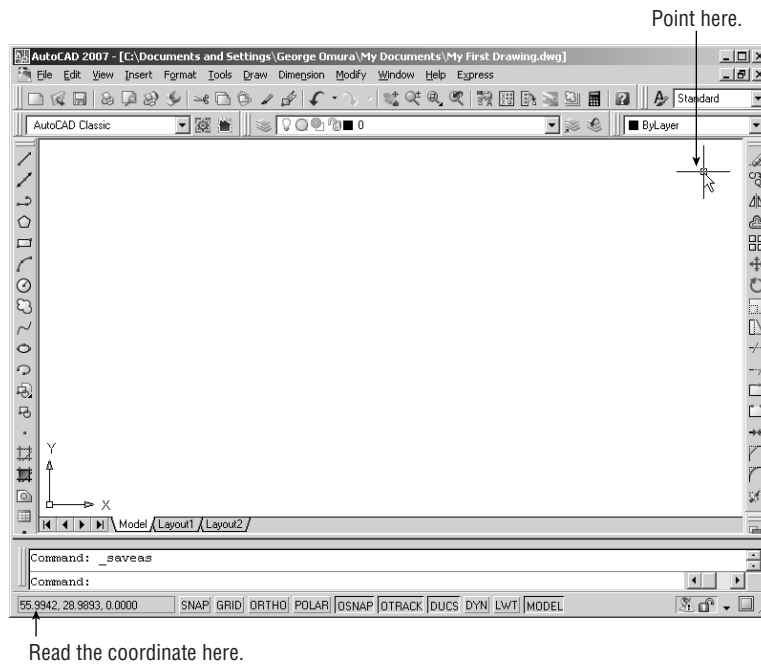 Point here.
AutoCAD 2007 - [C:\Documents and Settings\George Omura\My Documents\My First Drawing.dwg]
File Edit View Insert Format Tools Draw Dimension Modify Window Help Express
Standard
AutoCAD Classic 0 ByLayer
Y
X
Model Layout1 Layout2
Command: _saveas
Command:
55.9942, 28.9893, 0.0000 SNAP GRID ORTHO POLAR OSNAP OTRACK DUCS DYN LWT MODEL
Read the coordinate here.